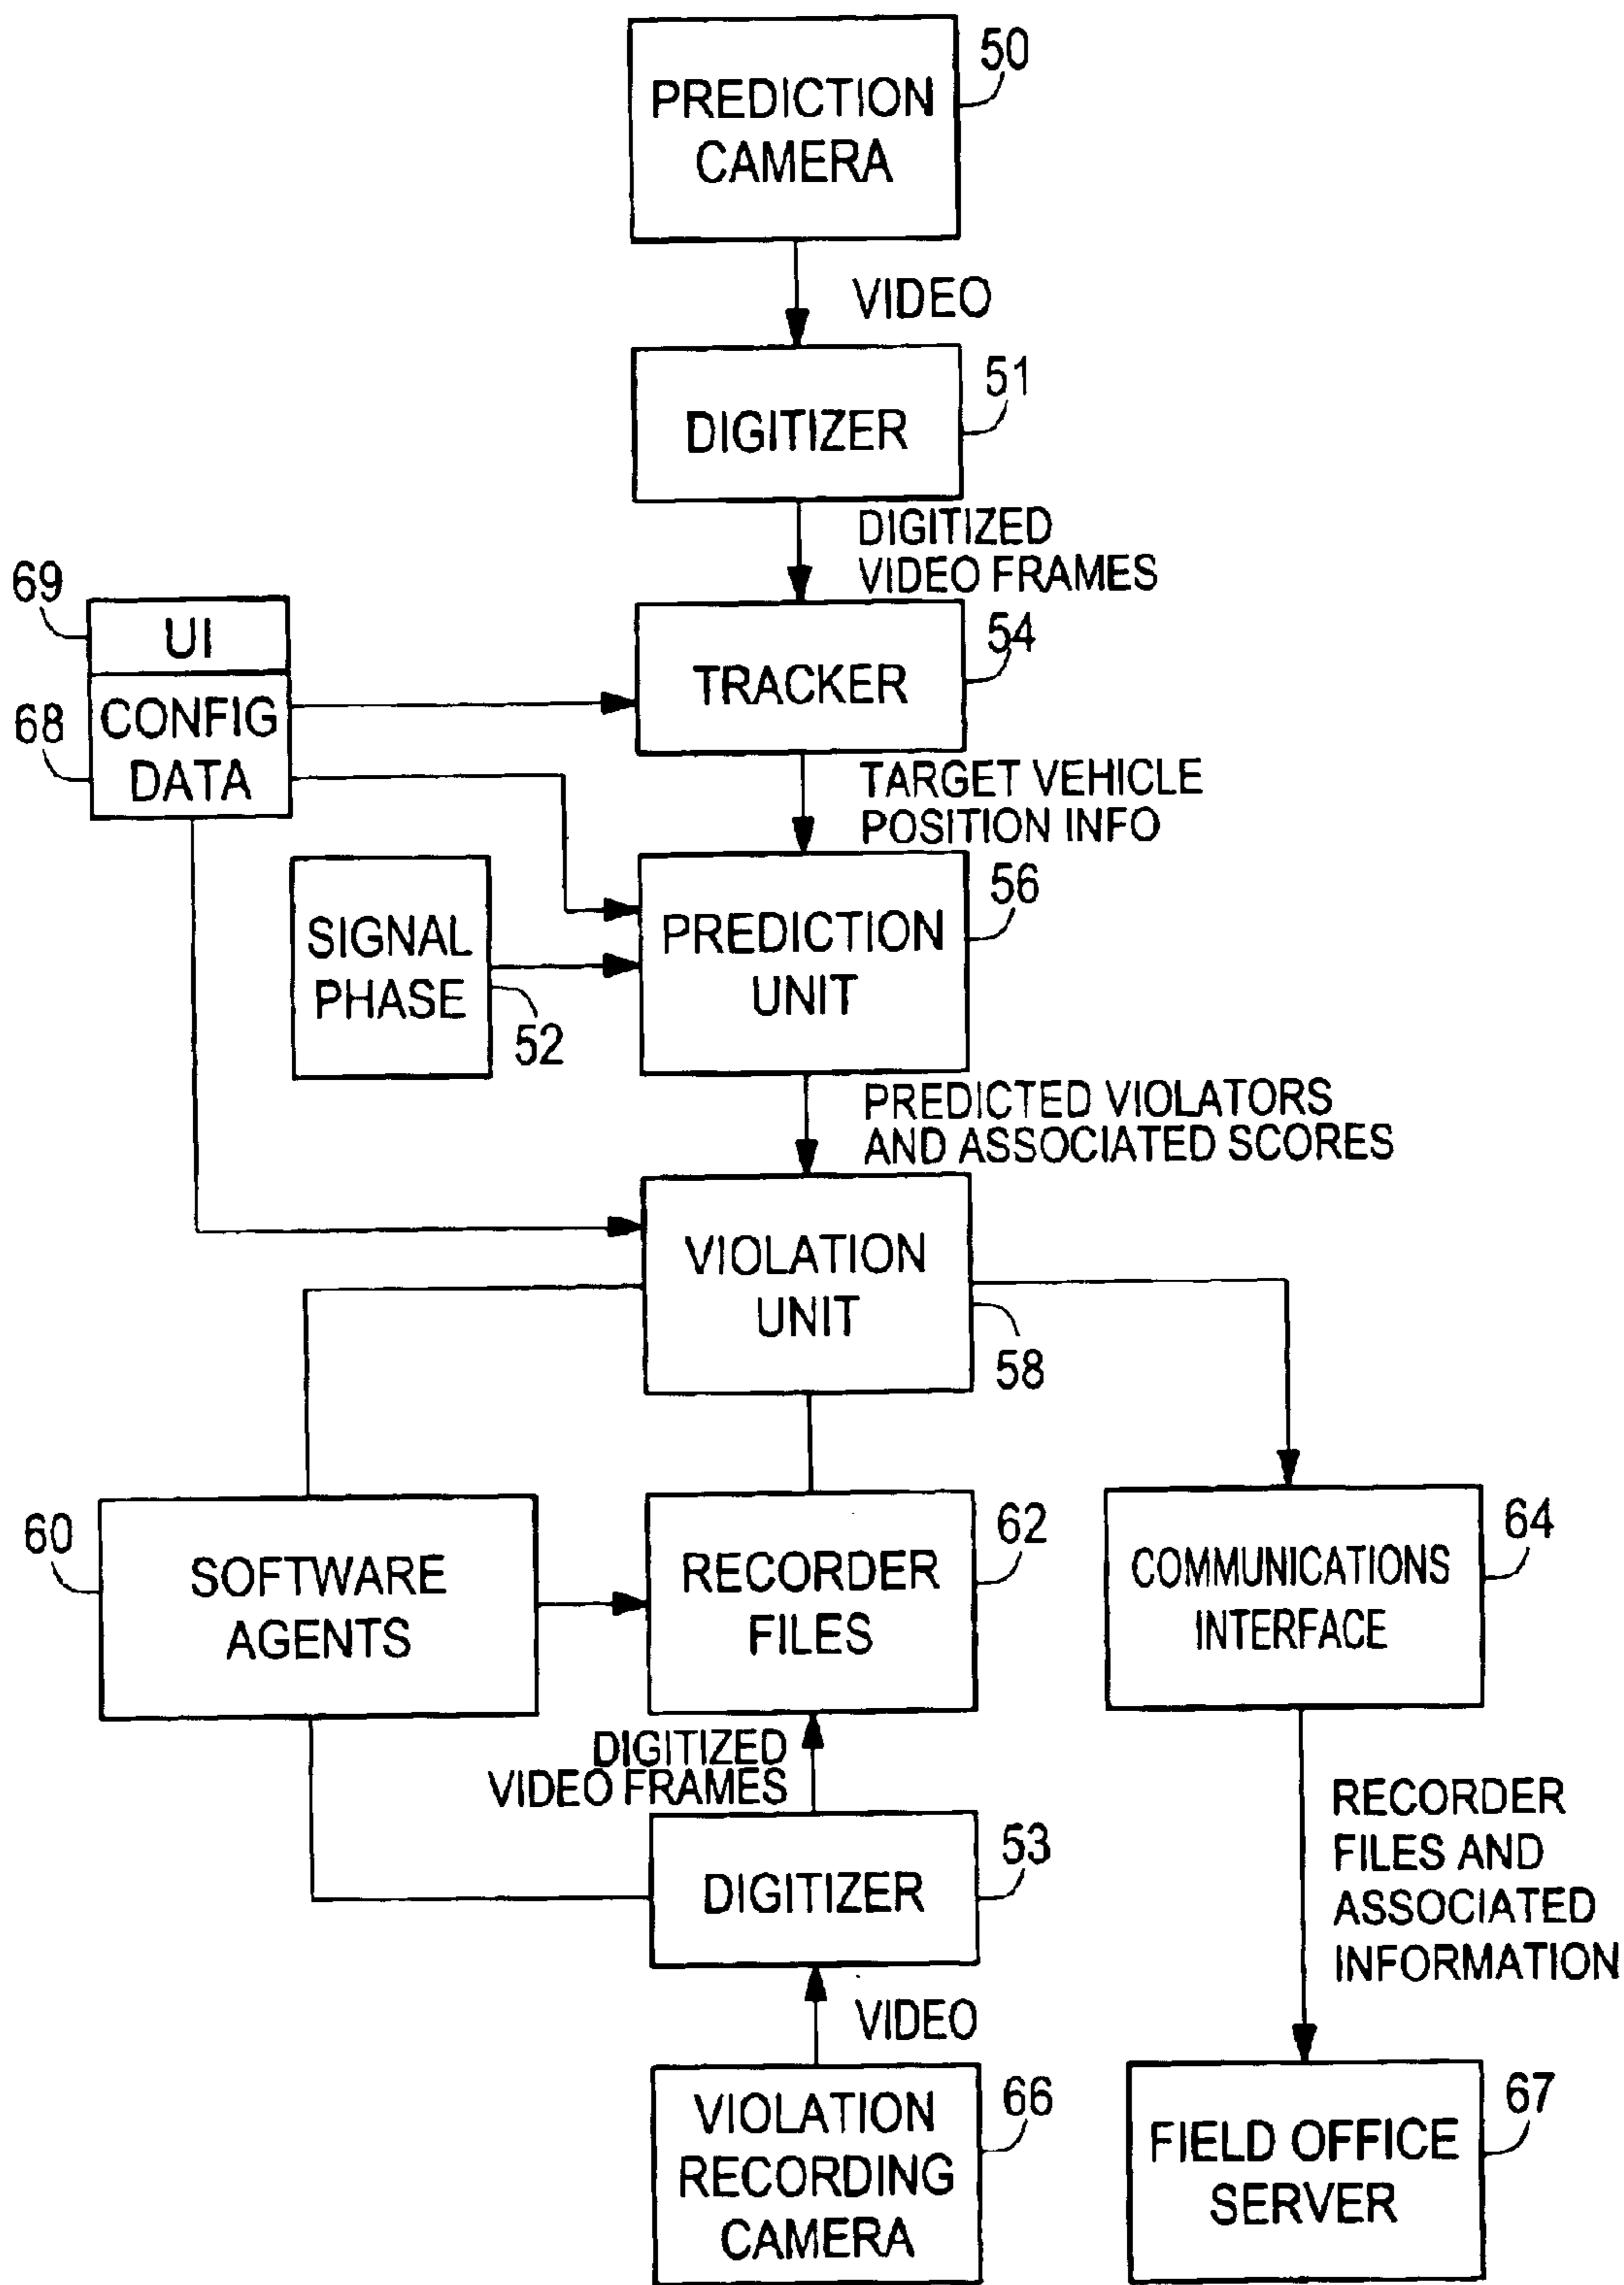 50
PREDICTION
CAMERA
VIDEO
51
DIGITIZER
DIGITIZED
VIDEO FRAMES
69
UI
54
TRACKER
68
CONFIG
DATA
TARGET VEHICLE
POSITION INFO
56
SIGNAL
PHASE
52
PREDICTION
UNIT
PREDICTED VIOLATORS
AND ASSOCIATED SCORES
VIOLATION
UNIT
58
60
SOFTWARE
AGENTS
62
RECORDER
FILES
64
COMMUNICATIONS
INTERFACE
DIGITIZED
VIDEO FRAMES
53
DIGITIZER
RECORDER
FILES AND
ASSOCIATED
INFORMATION
VIDEO
66
VIOLATION
RECORDING
CAMERA
67
FIELD OFFICE
SERVER